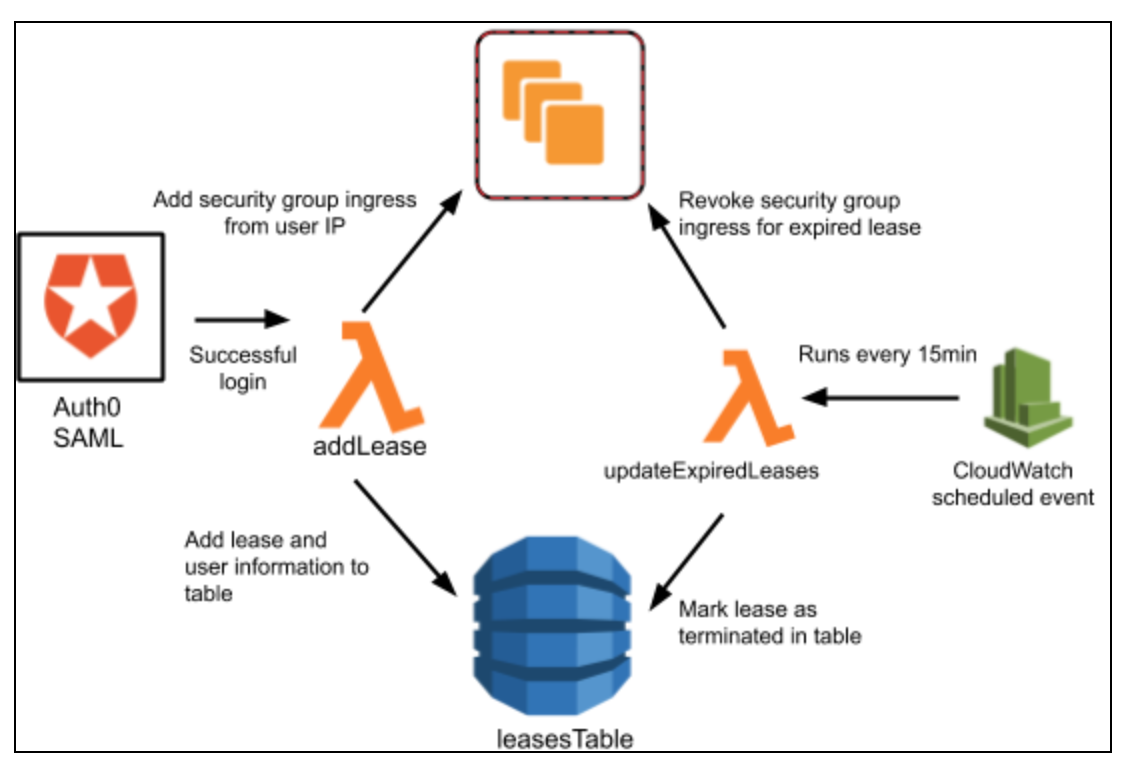 Add security group ingress
from user IP
Revoke security group
ingress for expired lease
Successful
login
Runs every 15min
Auth0
SAML
addLease
updateExpiredLeases
CloudWatch
scheduled event
Add lease and
user information to
table
Mark lease as
terminated in table
leasesTable